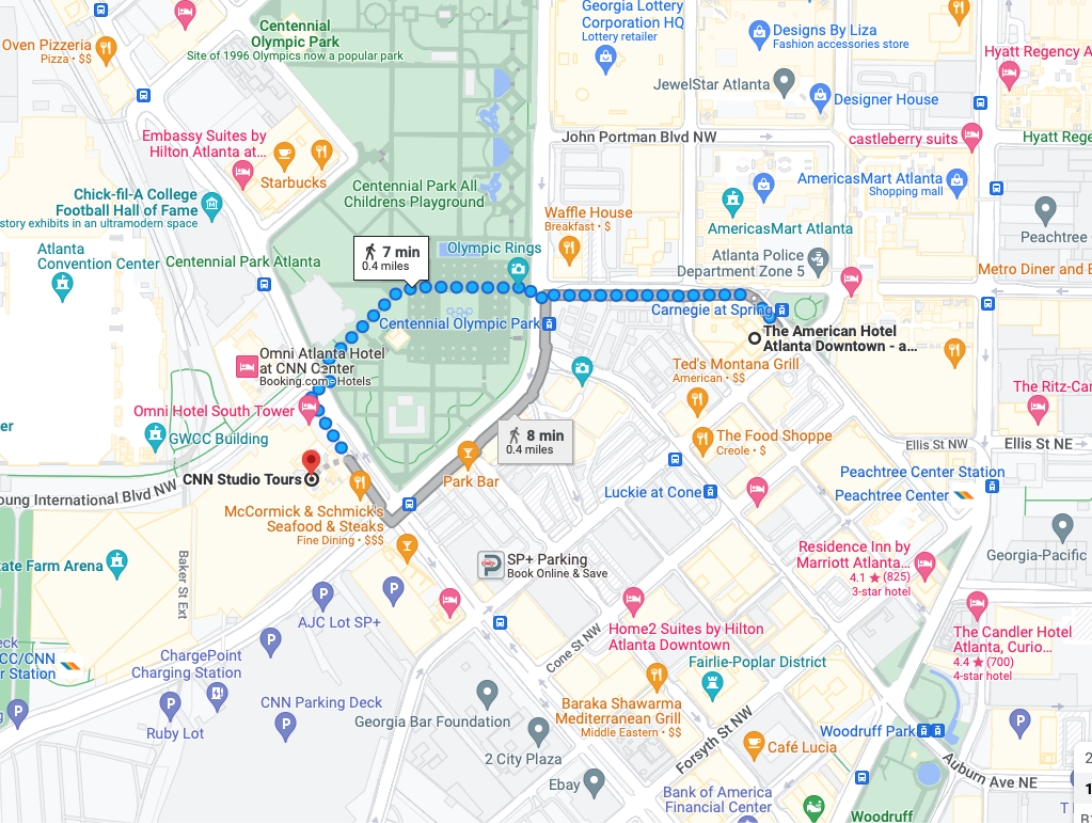 Georgia Lottery
Corporation HQ
Lottery retailer
Centennial
Olympic Park
Site of 1996 Olympics now a popular park
Designs By Liza
Fashion accessories store
Oven Pizzeria
Pizza • $$
Hyatt Regency A
JewelStar Atlanta
Designer House
John Portman Blvd NW
castleberry suits
Hyatt Rege
Embassy Suites by
Hilton Atlanta at...
Starbucks
AmericasMart Atlanta
Shopping mall
Centennial Park All
Childrens Playground
Chick-fil-A College
Football Hall of Fame
story exhibits in an ultramodern space
Waffle House
Breakfast • $
AmericasMart Atlanta
Peachtree
Atlanta
Convention Center
Centennial Park Atlanta
7 min
0.4 miles
Olympic Rings
Atlanta Police
Department Zone 5
Metro Diner and B
Carnegie at Spring
Centennial Olympic Park
The American Hotel
Atlanta Downtown - a...
Omni Atlanta Hotel
at CNN Center
Booking.com
Hotels
Ted's Montana Grill
American • $$
The Ritz-Car
Omni Hotel South Tower
er
GWCC Building
8 min
0.4 miles
The Food Shoppe
Creole • $
Ellis St NW
Ellis St NE
CNN Studio Tours
Park Bar
Peachtree Center Station
Peachtree Center
oung International Blvd NW
Luckie at Cone
McCormick & Schmick's
Seafood & Steaks
Fine Dining • $$$
Georgia-Pacific
SP+ Parking
Book Online & Save
Residence Inn by
Marriott Atlanta...
4.1 ★ (825)
3-star hotel
tate Farm Arena
Baker St Ext
P
P
AJC Lot SP+
P
Home2 Suites by Hilton
Atlanta Downtown
The Candler Hotel
Atlanta, Curio...
4.4 ★ (700)
4-star hotel
Cone St NW
eck
CC/CNN
r Station
ChargePoint
Charging Station
Fairlie-Poplar District
CNN Parking Deck
P
P
P
P
Ruby Lot
Georgia Bar Foundation
Baraka Shawarma
Mediterranean Grill
Middle Eastern • $$
Forsyth St NW
Woodruff Park
2 City Plaza
Café Lucia
Auburn Ave NE
Ebay
Bank of America
Financial Center
Woodruff
2
1